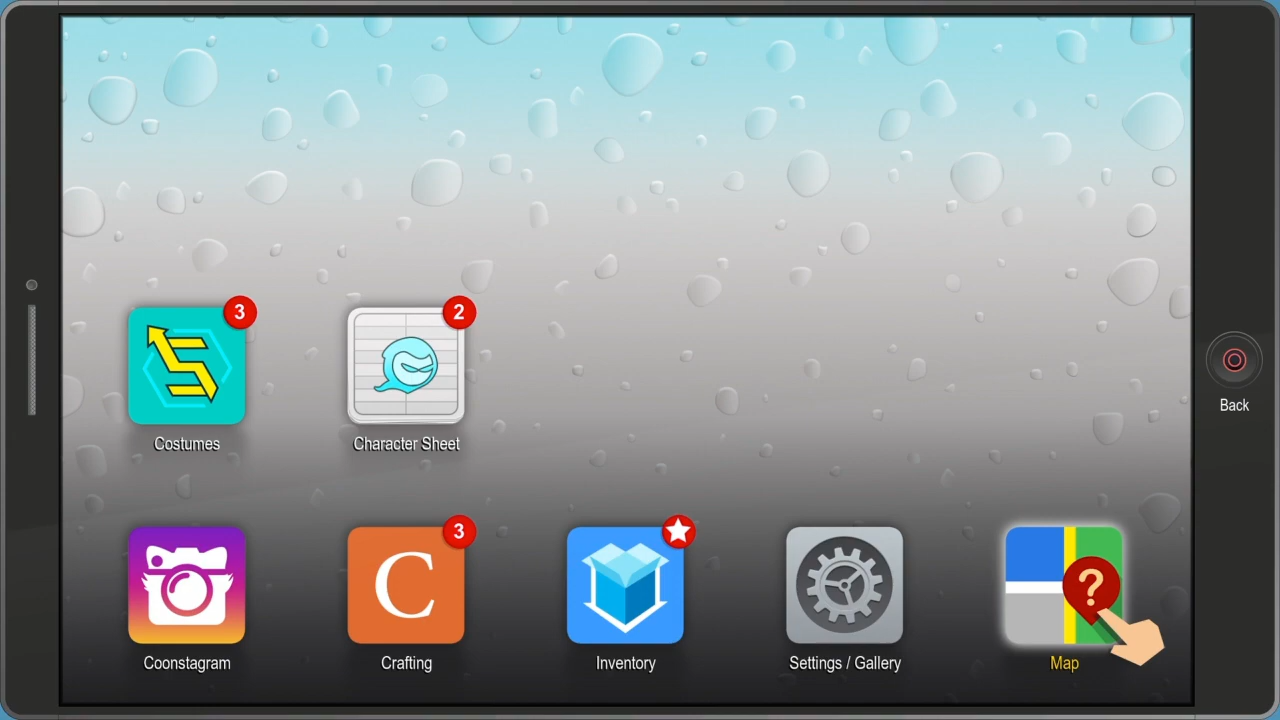 3
2
Costumes
Character Sheet
Back
3
C
?
Coonstagram
Crafting
Inventory
Settings / Gallery
Map